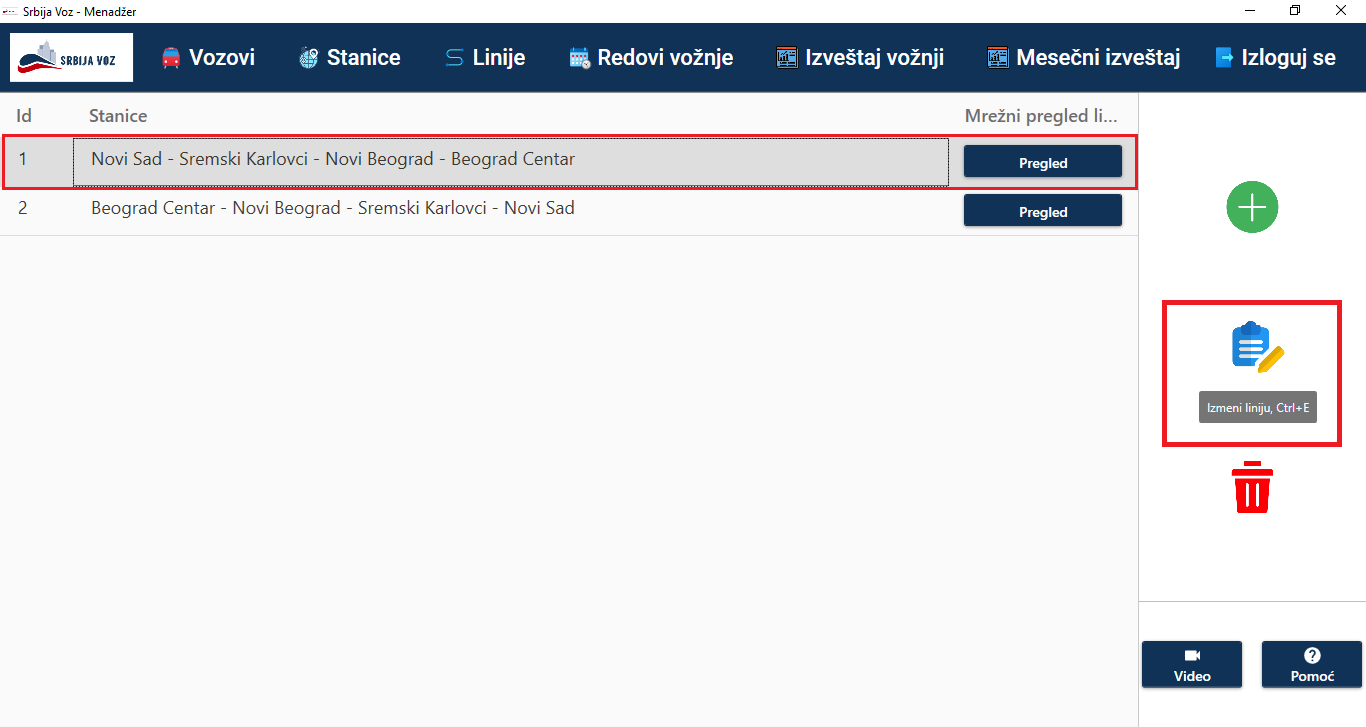 Srbija Voz - Menadžer
SRBIJA VOZ
Vozovi
Stanice
Linije
Redovi vožnje
Izveštaj vožnji
Mesečni izveštaj
Izloguj se
Id
Stanice
Mrežni pregled li...
1
Novi Sad - Sremski Karlovci - Novi Beograd - Beograd Centar
Pregled
2
Beograd Centar - Novi Beograd - Sremski Karlovci - Novi Sad
Pregled
Izmeni liniju, Ctrl+E
Video
Pomoć